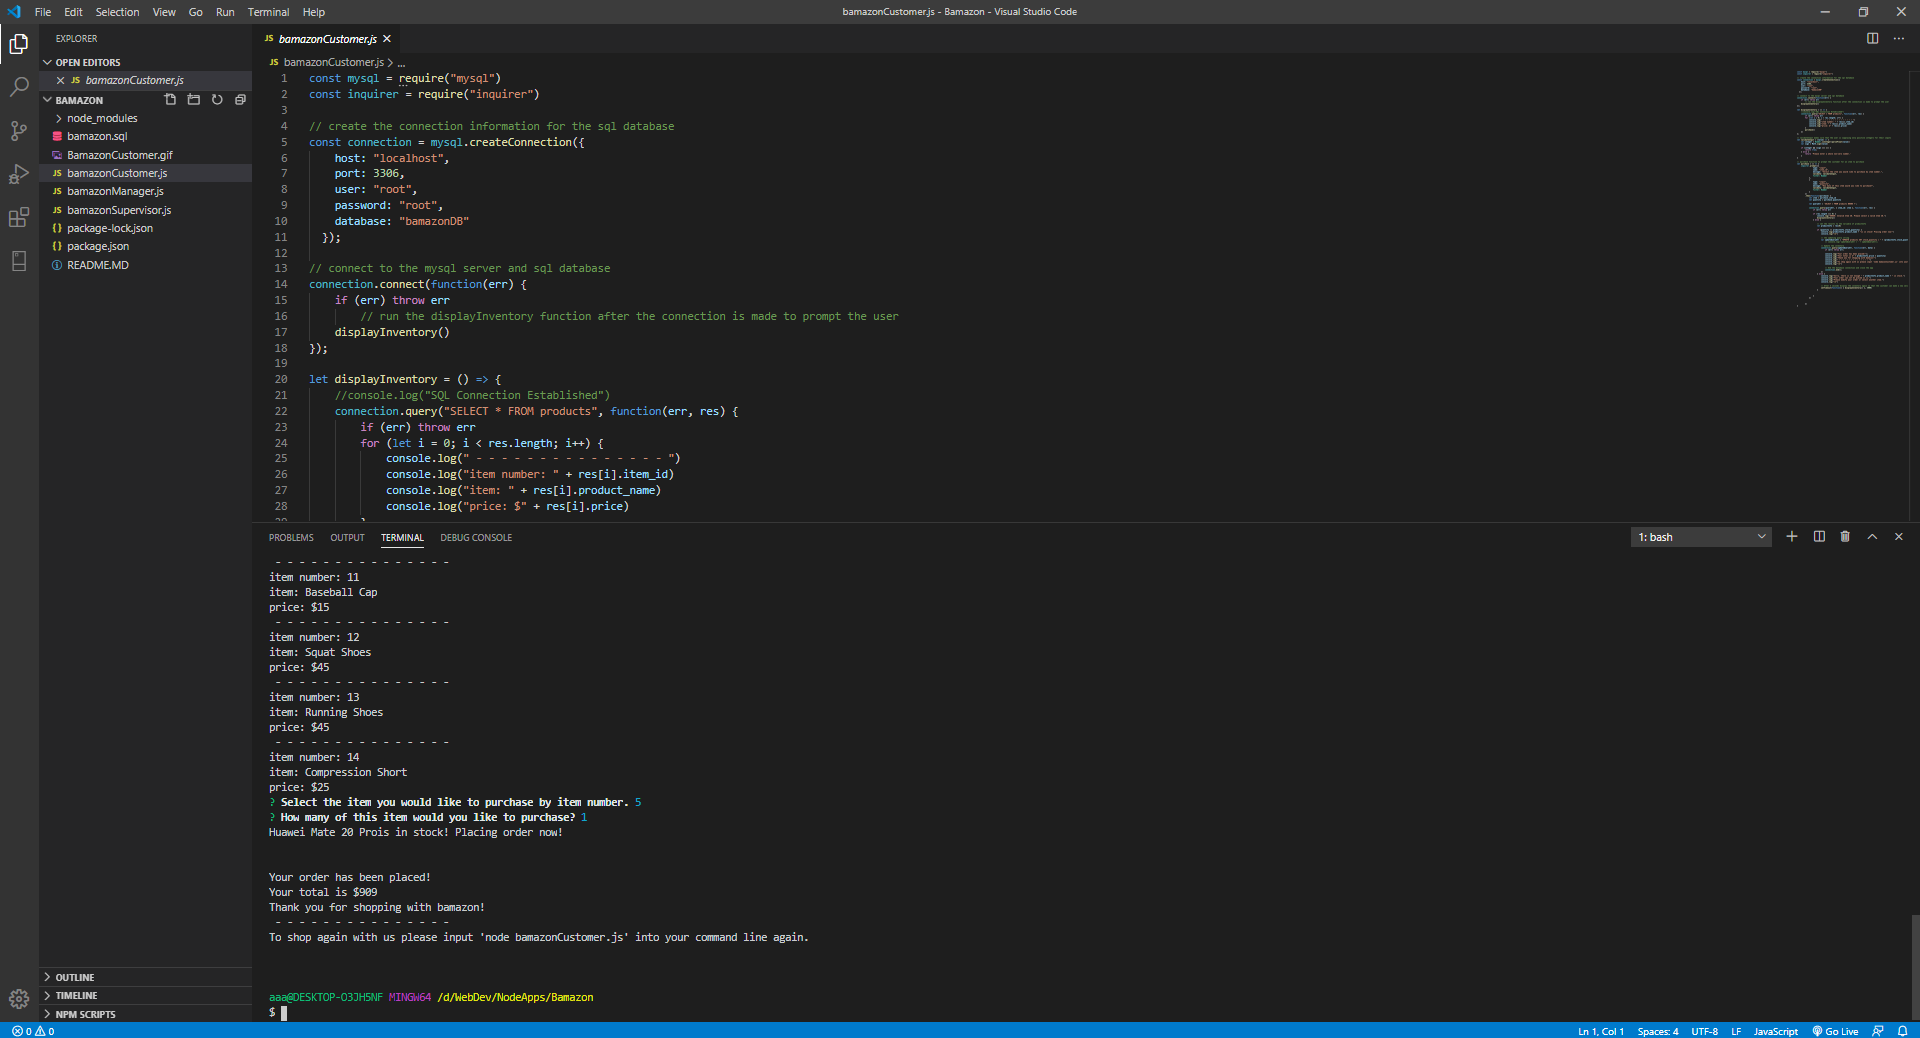 File Edit Selection View Go Run Terminal Help
bamazonCustomer.js - Bamazon - Visual Studio Code
EXPLORER
OPEN EDITORS
JS bamazonCustomer.js
BAMAZON
node_modules
bamazon.sql
BamazonCustomer.gif
JS bamazonCustomer.js
JS bamazonManager.js
JS bamazonSupervisor.js
{} package-lock.json
{} package.json
README.MD
OUTLINE
TIMELINE
NPM SCRIPTS
JS bamazonCustomer.js
JS bamazonCustomer.js > ...
1 const mysql = require("mysql")
2 const inquirer = require("inquirer")
3
4 // create the connection information for the sql database
5 const connection = mysql.createConnection({
6 host: "localhost",
7 port: 3306,
8 user: "root",
9 password: "root",
10 database: "bamazonDB"
11 });
12
13 // connect to the mysql server and sql database
14 connection.connect(function(err) {
15 if (err) throw err
16 // run the displayInventory function after the connection is made to prompt the user
17 displayInventory()
18 });
19
20 let displayInventory = () => {
21 //console.log("SQL Connection Established")
22 connection.query("SELECT * FROM products", function(err, res) {
23 if (err) throw err
24 for (let i = 0; i < res.length; i++) {
25 console.log(" - - - - - - - - - - - - - - - ")
26 console.log("item number: " + res[i].item_id)
27 console.log("item: " + res[i].product_name)
28 console.log("price: $" + res[i].price)
PROBLEMS OUTPUT TERMINAL DEBUG CONSOLE
1: bash
- - - - - - - - - - - - - - -
item number: 11
item: Baseball Cap
price: $15
- - - - - - - - - - - - - - -
item number: 12
item: Squat Shoes
price: $45
- - - - - - - - - - - - - - -
item number: 13
item: Running Shoes
price: $45
- - - - - - - - - - - - - - -
item number: 14
item: Compression Short
price: $25
? Select the item you would like to purchase by item number. 5
? How many of this item would you like to purchase? 1
Huawei Mate 20 Prois in stock! Placing order now!
Your order has been placed!
Your total is $909
Thank you for shopping with bamazon!
- - - - - - - - - - - - - - -
To shop again with us please input 'node bamazonCustomer.js' into your command line again.
aaa@DESKTOP-O3JH5NF MINGW64 /d/WebDev/NodeApps/Bamazon
$
0 0
Ln 1, Col 1 Spaces: 4 UTF-8 LF JavaScript Go Live